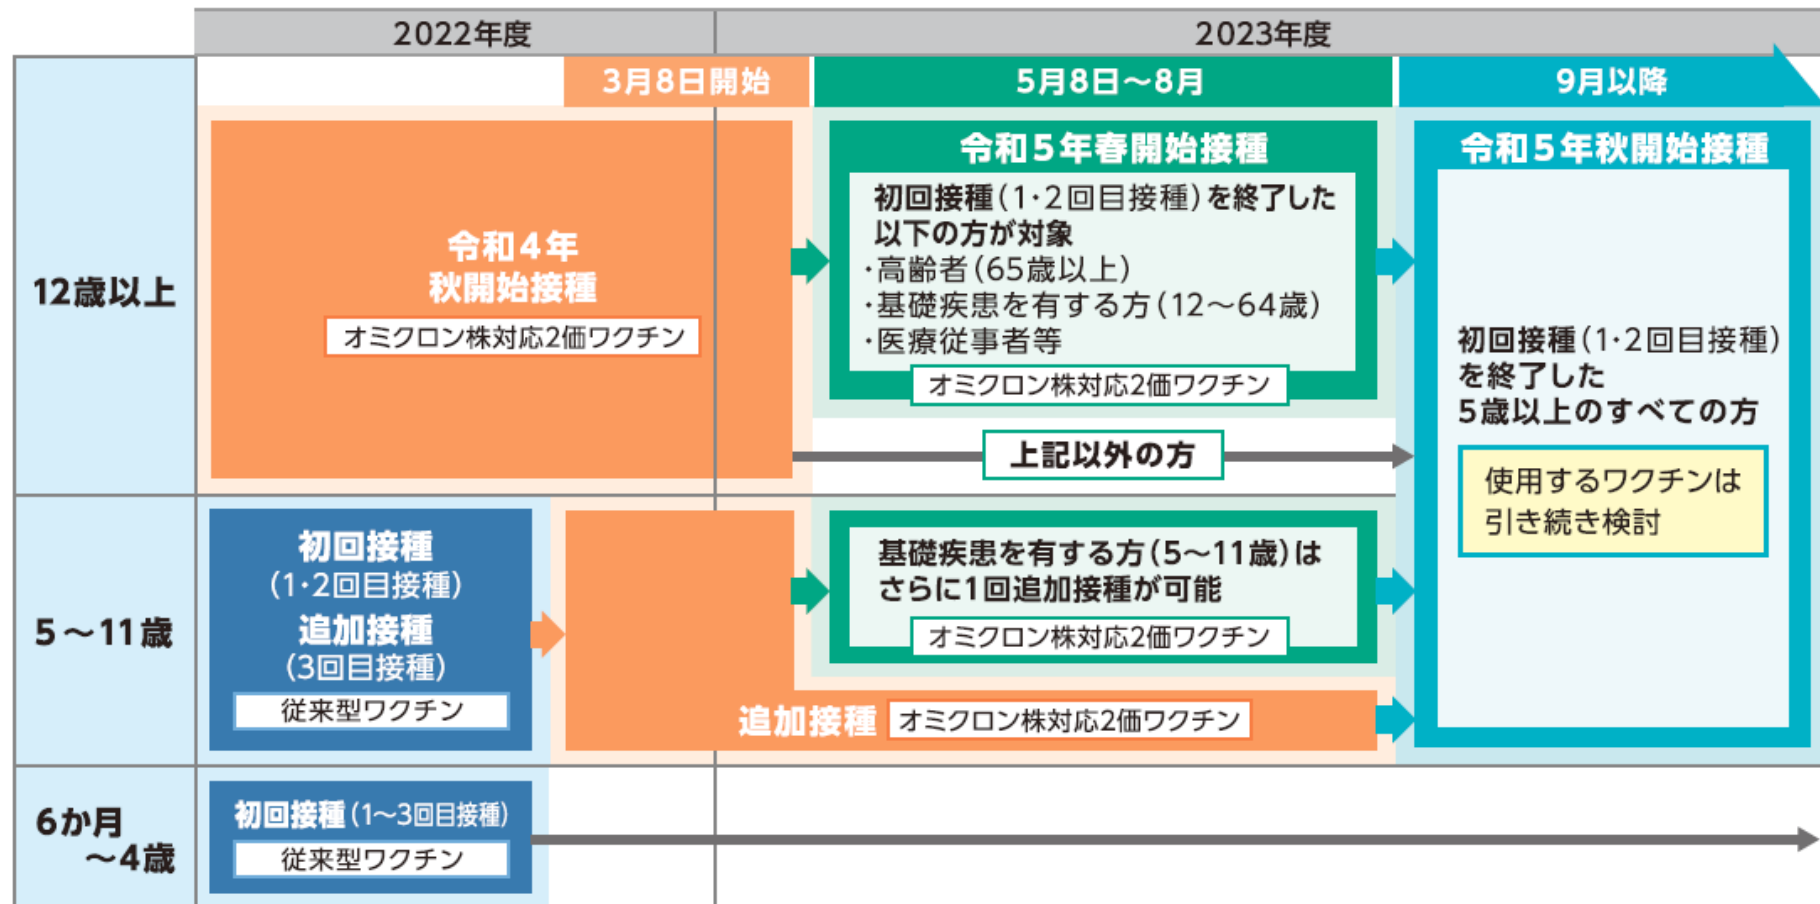 2022年度
2023年度
3月8日開始
5月8日～8月
9月以降
12歳以上
令和4年
秋開始接種
オミクロン株対応2価ワクチン
令和5年春開始接種
初回接種(1・2回目接種)を終了した
以下の方が対象
・高齢者(65歳以上)
・基礎疾患を有する方(12～64歳)
・医療従事者等
オミクロン株対応2価ワクチン
上記以外の方
令和5年秋開始接種
初回接種(1・2回目接種)
を終了した
5歳以上のすべての方
使用するワクチンは
引き続き検討
5～11歳
初回接種
(1・2回目接種)
追加接種
(3回目接種)
従来型ワクチン
基礎疾患を有する方(5～11歳)は
さらに1回追加接種が可能
オミクロン株対応2価ワクチン
追加接種 オミクロン株対応2価ワクチン
6か月
～4歳
初回接種(1～3回目接種)
従来型ワクチン